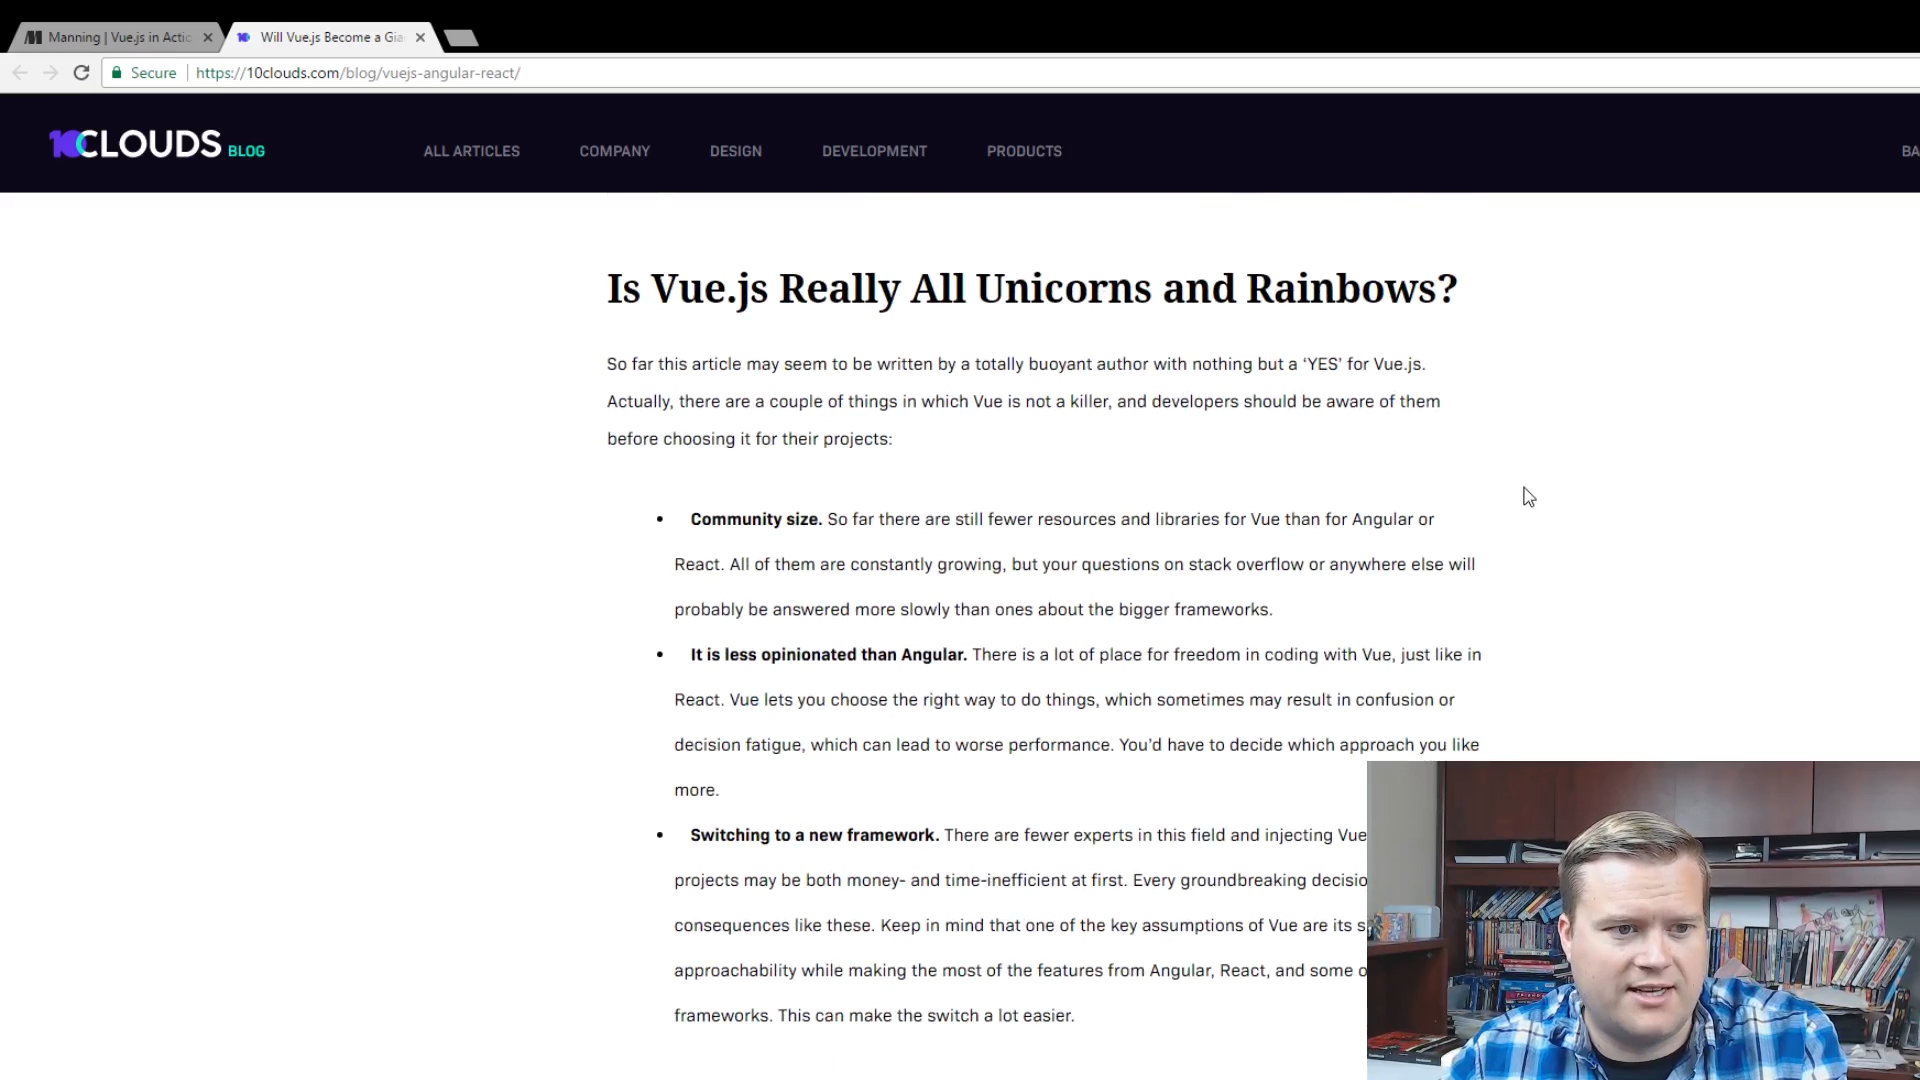 Manning | Vue.js in Actio
Will Vue.js Become a Gia
Secure
https://10clouds.com/blog/vuejs-angular-react/
10CLOUDS BLOG
ALL ARTICLES
COMPANY
DESIGN
DEVELOPMENT
PRODUCTS
BA
Is Vue.js Really All Unicorns and Rainbows?
So far this article may seem to be written by a totally buoyant author with nothing but a ‘YES’ for Vue.js.
Actually, there are a couple of things in which Vue is not a killer, and developers should be aware of them
before choosing it for their projects:
• Community size. So far there are still fewer resources and libraries for Vue than for Angular or
React. All of them are constantly growing, but your questions on stack overflow or anywhere else will
probably be answered more slowly than ones about the bigger frameworks.
• It is less opinionated than Angular. There is a lot of place for freedom in coding with Vue, just like in
React. Vue lets you choose the right way to do things, which sometimes may result in confusion or
decision fatigue, which can lead to worse performance. You’d have to decide which approach you like
more.
• Switching to a new framework. There are fewer experts in this field and injecting Vue
projects may be both money- and time-inefficient at first. Every groundbreaking decisio
consequences like these. Keep in mind that one of the key assumptions of Vue are its s
approachability while making the most of the features from Angular, React, and some o
frameworks. This can make the switch a lot easier.